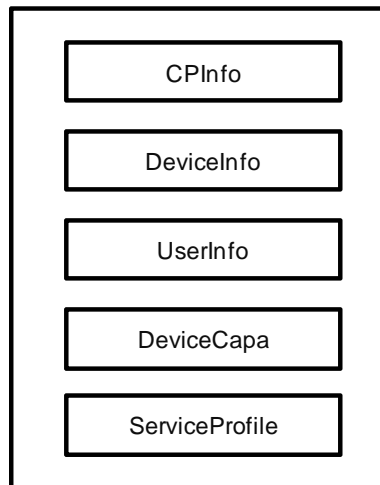 CPInfo
DeviceInfo
UserInfo
DeviceCapa
ServiceProfile